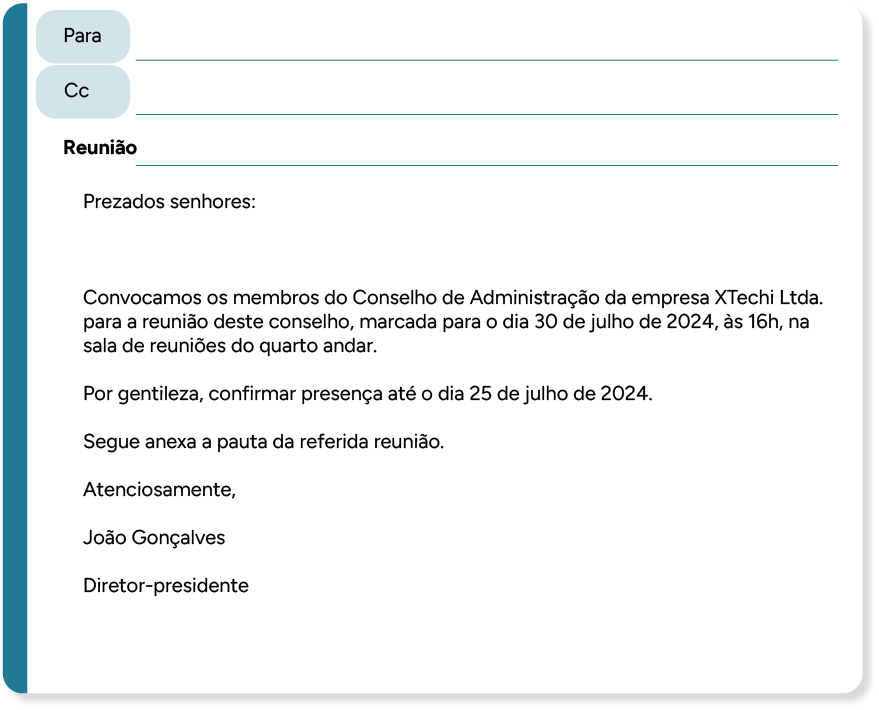 Para
Cc
Reunião
Prezados senhores:
Convocamos os membros do Conselho de Administração da empresa XTechi Ltda.
para a reunião deste conselho, marcada para o dia 30 de julho de 2024, às 16h, na
sala de reuniões do quarto andar.
Por gentileza, confirmar presença até o dia 25 de julho de 2024.
Segue anexa a pauta da referida reunião.
Atenciosamente,
João Gonçalves
Diretor-presidente